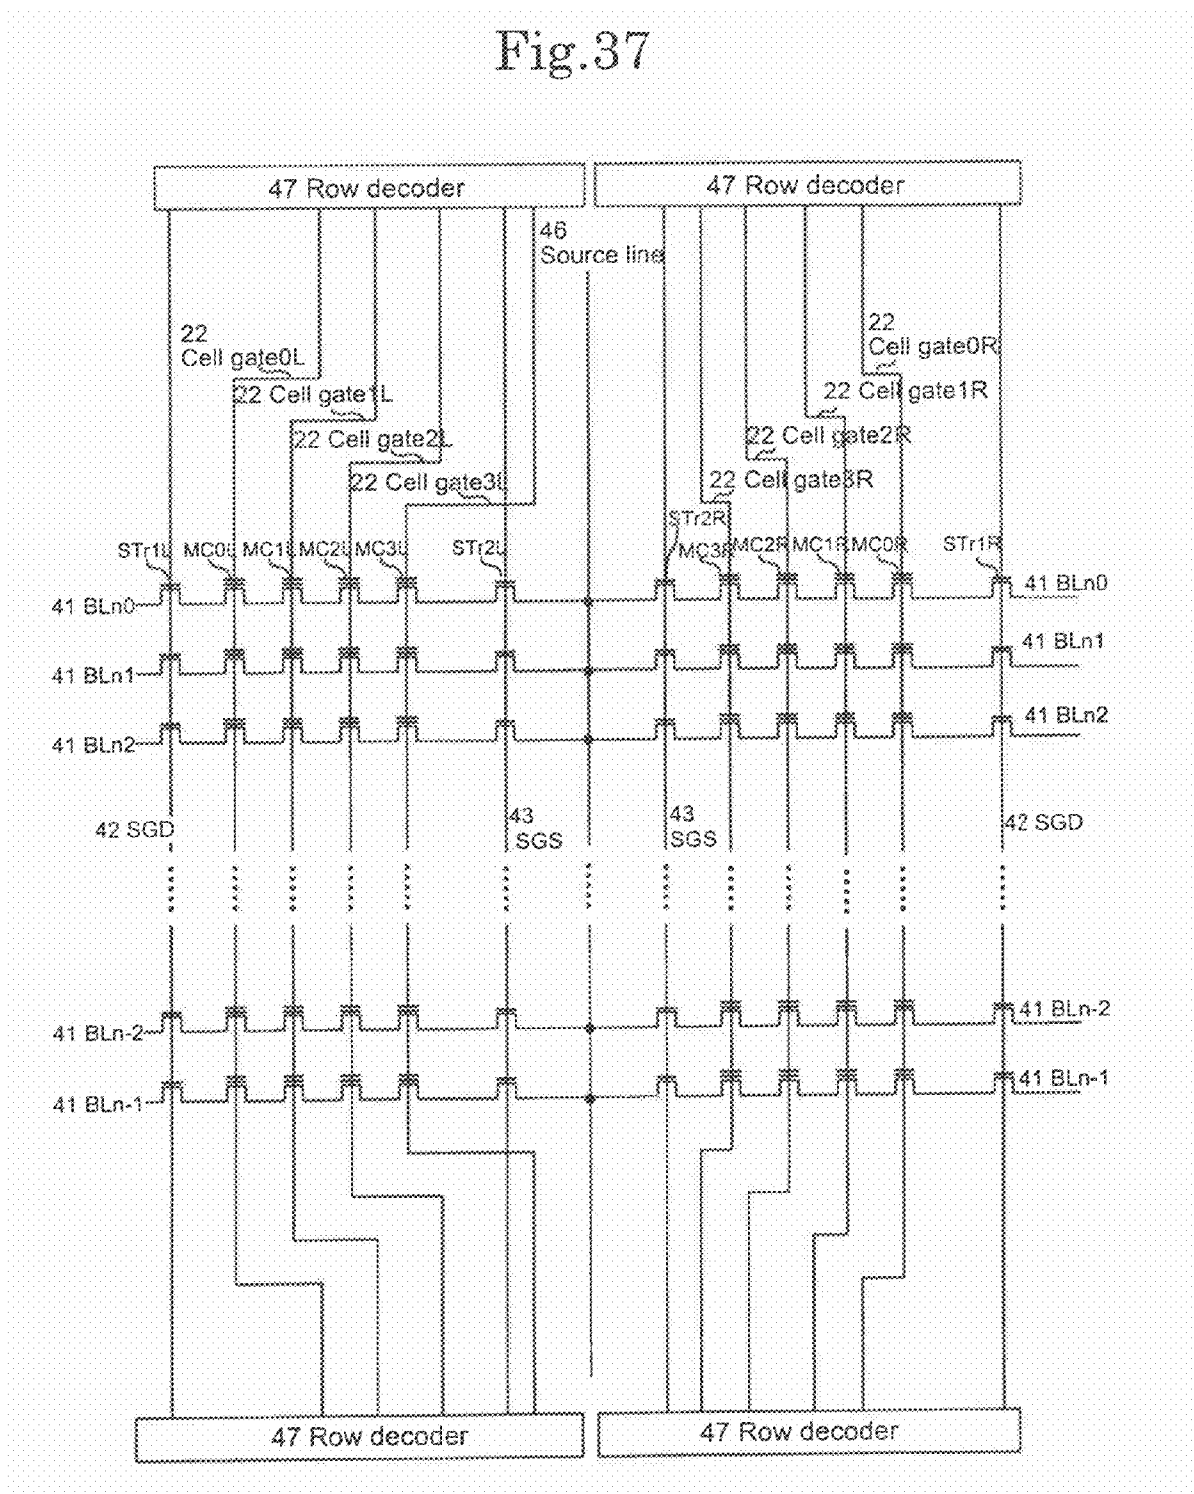 Fig.37
47 Row decoder
47 Row decoder
46
Source line
22
Cell gate0L
22
Cell gate0R
22 Cell gate1L
22 Cell gate1R
22 Cell gate2L
22 Cell gate2R
22 Cell gate3L
22 Cell gate3R
STr1L
MC0L
MC1L
MC2L
MC3L
STr2L
STr2R
MC3R
MC2R
MC1R
MC0R
STr1R
41 BLn0
41 BLn0
41 BLn1
41 BLn1
41 BLn2
41 BLn2
42 SGD
43
SGS
43
SGS
42 SGD
41 BLn-2
41 BLn-2
41 BLn-1
41 BLn-1
47 Row decoder
47 Row decoder